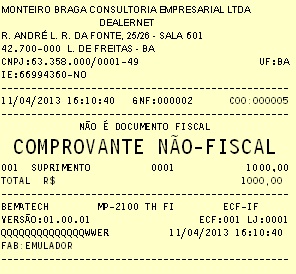 MONTEIRO BRAGA CONSULTORIA EMPRESARIAL LTDA
DEALERNET
R. ANDRÉ L. R. DA FONTE, 25/26 - SALA 601
42.700-000 L. DE FREITAS - BA
CNPJ:63.358.000/0001-49 UF:BA
IE:66994360-NO
11/04/2013 16:10:40 GNF:000002 COO:000005
NÃO É DOCUMENTO FISCAL
COMPROVANTE NÃO-FISCAL
001 SUPRIMENTO 0001 1000,00
TOTAL R$ 1000,00
BEMATECH MP-2100 TH FI ECF-IF
VERSÃO:01.00.01 ECF:001 LJ:0001
QQQQQQQQQQQQQQWWER 11/04/2013 16:10:40
FAB:EMULADOR